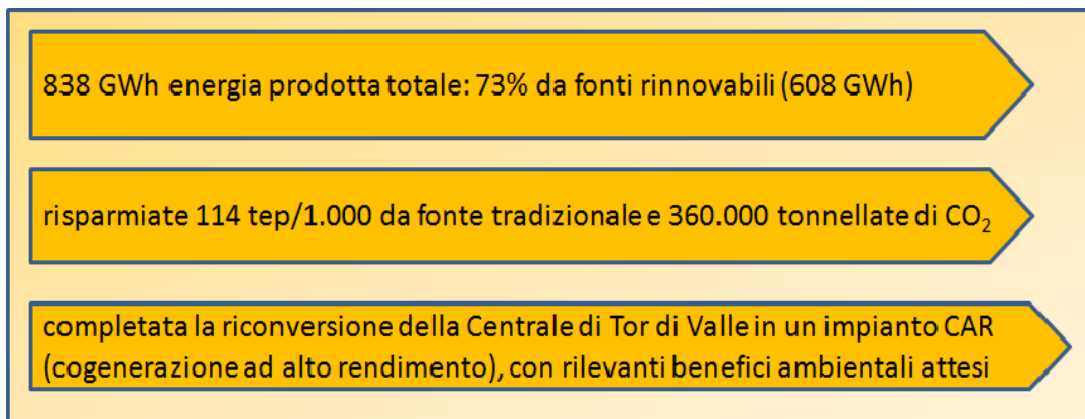 838 GWh energia prodotta totale: 73% da fonti rinnovabili (608 GWh)
risparmiate 114 tep/1.000 da fonte tradizionale e 360.000 tonnellate di CO₂
completata la riconversione della Centrale di Tor di Valle in un impianto CAR
(cogenerazione ad alto rendimento), con rilevanti benefici ambientali attesi